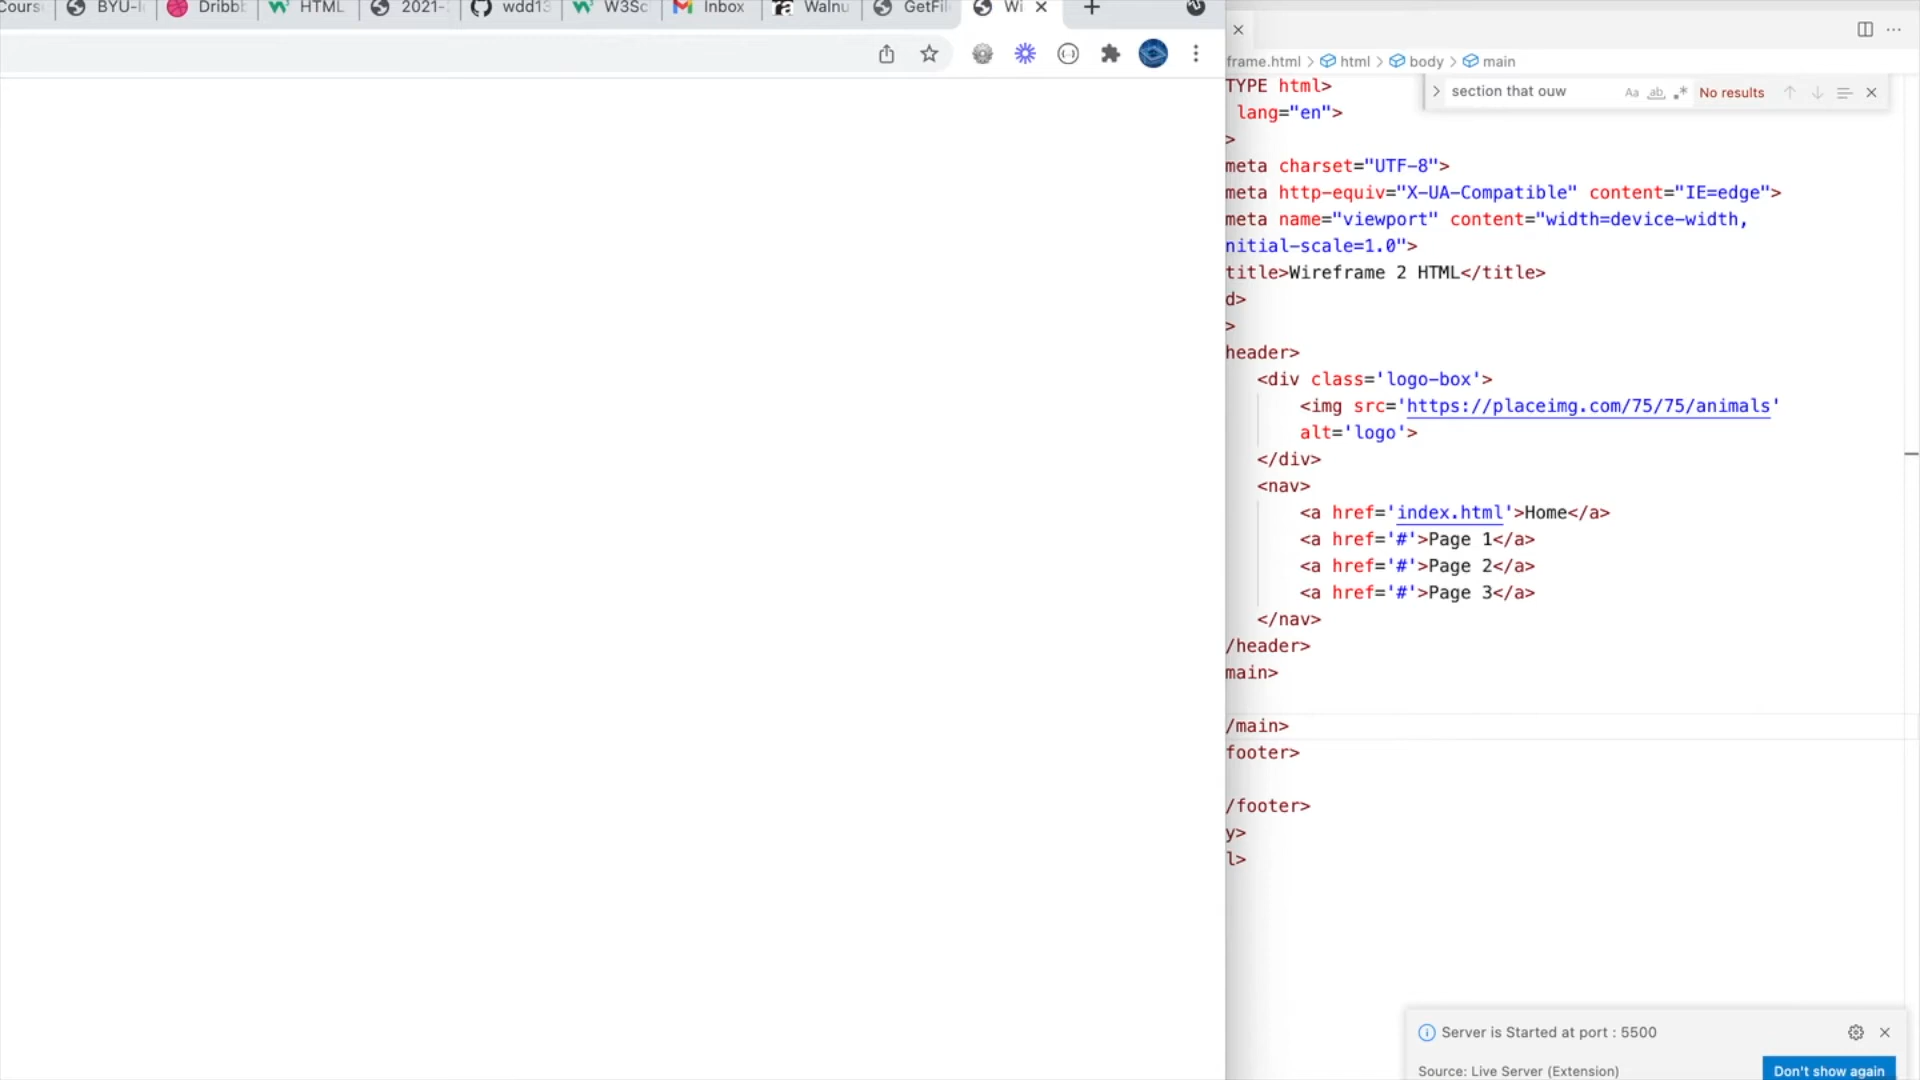 Cours BYU-I Dribbb HTML 2021- wdd13 W3Sc Inbox Walnu GetFil Wi
frame.html > html > body > main
section that ouw Aa ab No results
TYPE html>
lang="en">
>
meta charset="UTF-8">
meta http-equiv="X-UA-Compatible" content="IE=edge">
meta name="viewport" content="width=device-width,
nitial-scale=1.0">
title>Wireframe 2 HTML</title>
d>
>
header>
<div class='logo-box'>
<img src='https://placeimg.com/75/75/animals'
alt='logo'>
</div>
<nav>
<a href='index.html'>Home</a>
<a href='#'>Page 1</a>
<a href='#'>Page 2</a>
<a href='#'>Page 3</a>
</nav>
/header>
main>
/main>
footer>
/footer>
y>
l>
Server is Started at port : 5500
Source: Live Server (Extension) Don't show again